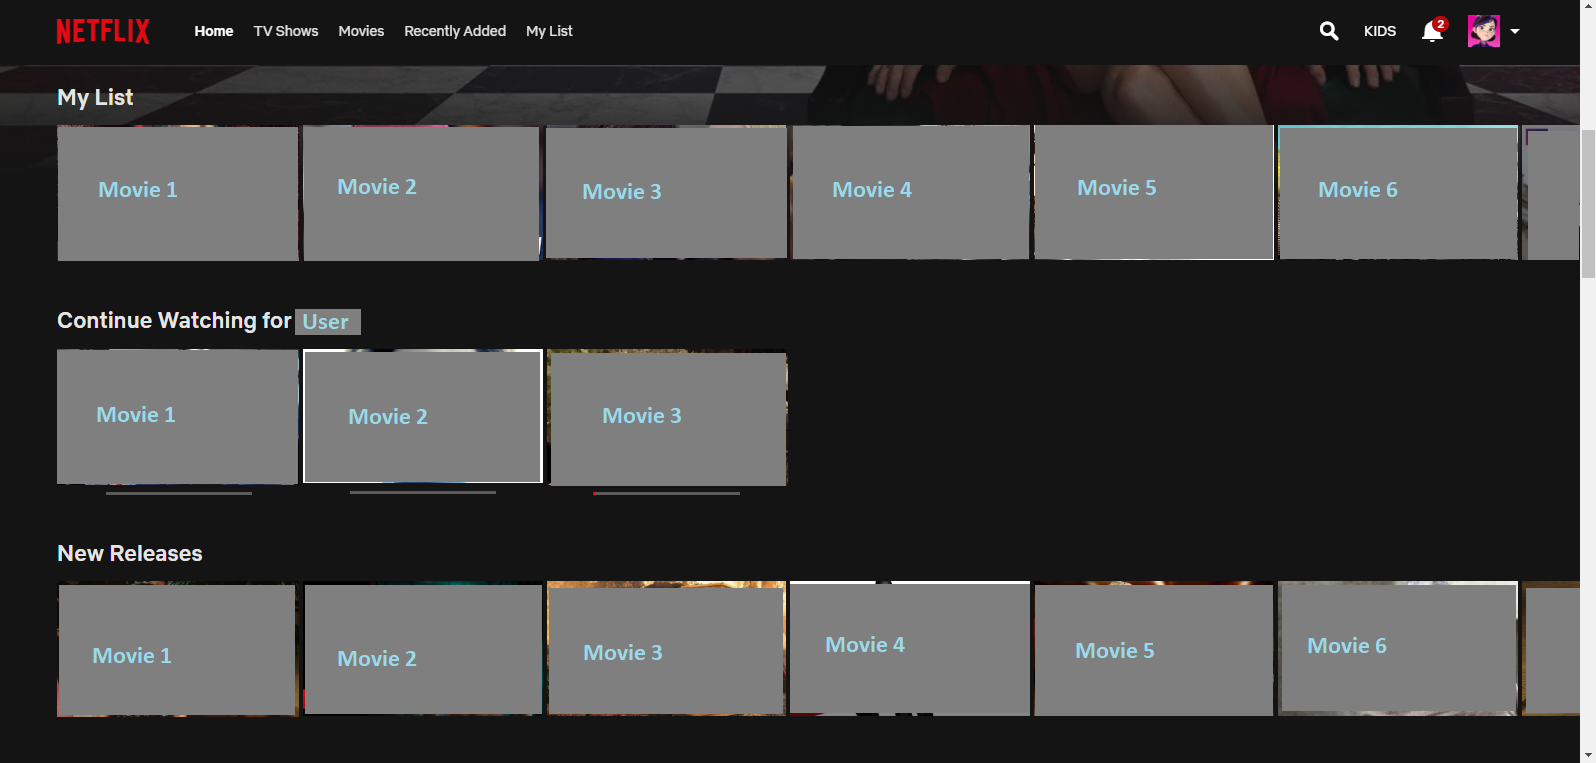 NETFLIX Home TV Shows Movies Recently Added My List KIDS 2
My List
Movie 1 Movie 2 Movie 3 Movie 4 Movie 5 Movie 6
Continue Watching for User
Movie 1 Movie 2 Movie 3
New Releases
Movie 1 Movie 2 Movie 3 Movie 4 Movie 5 Movie 6